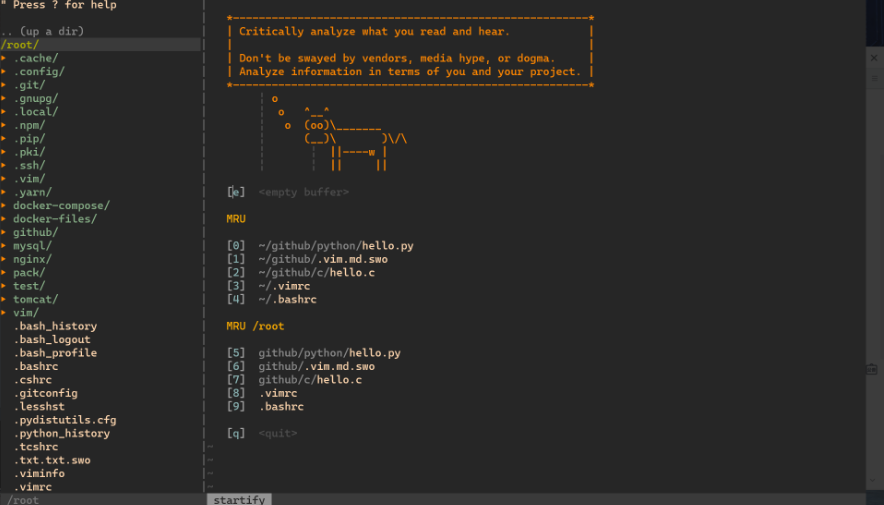 " Press ? for help
.. (up a dir)
/root/
▸ .cache/
▸ .config/
▸ .git/
▸ .gnupg/
▸ .local/
▸ .npm/
▸ .pip/
▸ .pki/
▸ .ssh/
▸ .vim/
▸ .yarn/
▸ docker-compose/
▸ docker-files/
▸ github/
▸ mysql/
▸ nginx/
▸ pack/
▸ test/
▸ tomcat/
▸ vim/
.bash_history
.bash_logout
.bash_profile
.bashrc
.cshrc
.gitconfig
.lesshst
.pydistutils.cfg
.python_history
.tcshrc
.txt.txt.swo
.viminfo
.vimrc
/root
*-------------------------------------------------------*
| Critically analyze what you read and hear.            |
|                                                       |
| Don't be swayed by vendors, media hype, or dogma.     |
| Analyze information in terms of you and your project. |
*-------------------------------------------------------*
o
o   ^__^
o  (oo)\_______
(__)\       )\/\
||----w |
||     ||
[e]  <empty buffer>
MRU
[0]  ~/github/python/hello.py
[1]  ~/github/.vim.md.swo
[2]  ~/github/c/hello.c
[3]  ~/.vimrc
[4]  ~/.bashrc
MRU /root
[5]  github/python/hello.py
[6]  github/.vim.md.swo
[7]  github/c/hello.c
[8]  .vimrc
[9]  .bashrc
[q]  <quit>
~
~
~
~
startify